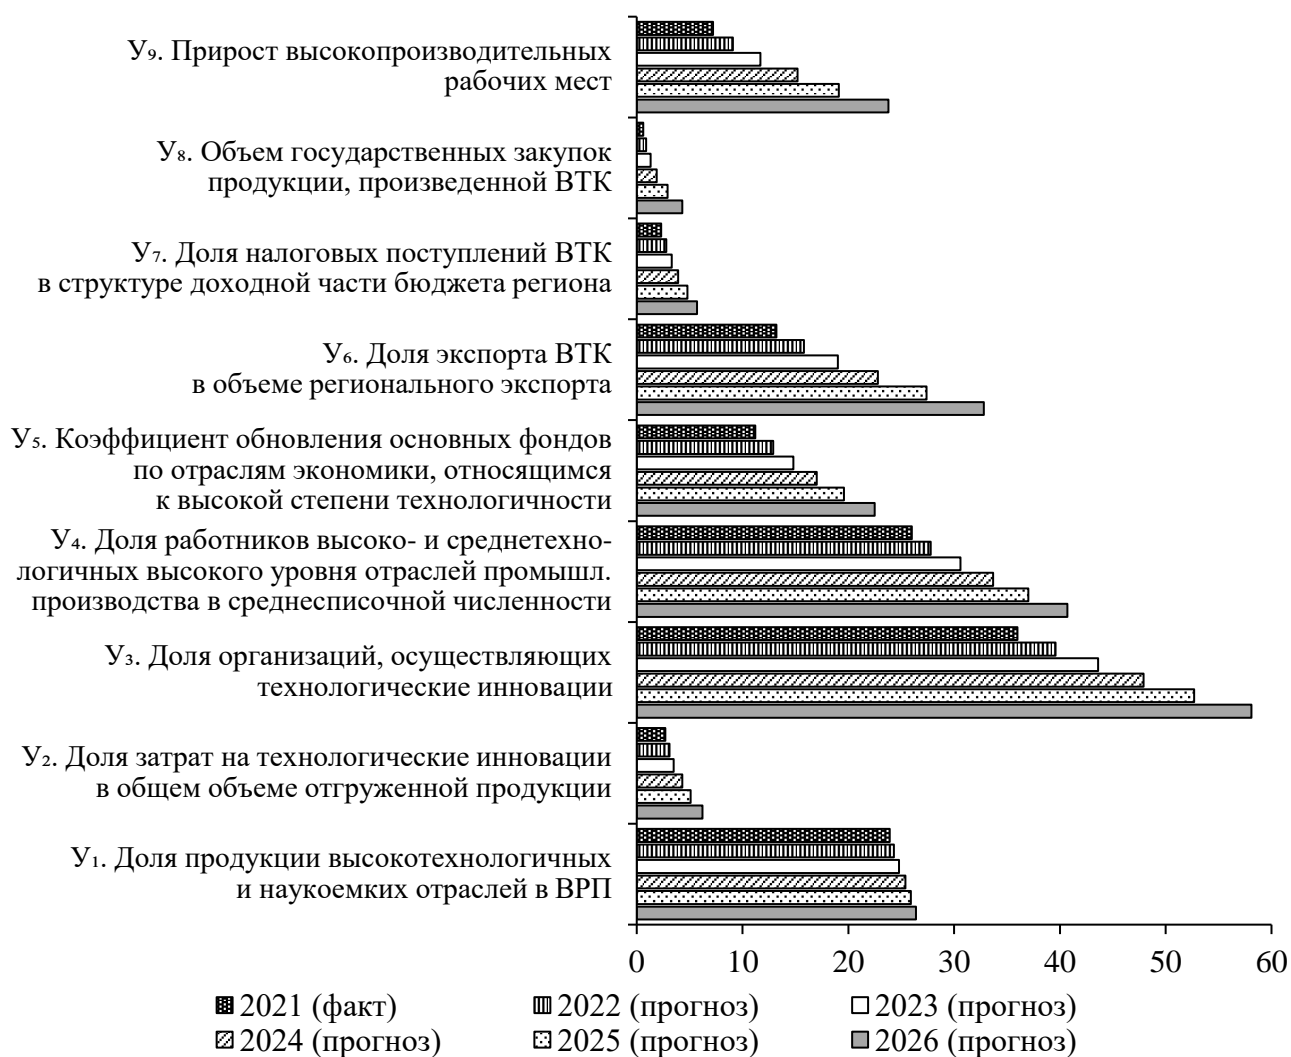 У₉. Прирост высокопроизводительных
рабочих мест
У₈. Объем государственных закупок
продукции, произведенной ВТК
У₇. Доля налоговых поступлений ВТК
в структуре доходной части бюджета региона
У₆. Доля экспорта ВТК
в объеме регионального экспорта
У₅. Коэффициент обновления основных фондов
по отраслям экономики, относящимся
к высокой степени технологичности
У₄. Доля работников высоко- и среднетехно-
логичных высокого уровня отраслей промышл.
производства в среднесписочной численности
У₃. Доля организаций, осуществляющих
технологические инновации
У₂. Доля затрат на технологические инновации
в общем объеме отгруженной продукции
У₁. Доля продукции высокотехнологичных
и наукоемких отраслей в ВРП
0 10 20 30 40 50 60
2021 (факт) 2022 (прогноз) 2023 (прогноз)
2024 (прогноз) 2025 (прогноз) 2026 (прогноз)